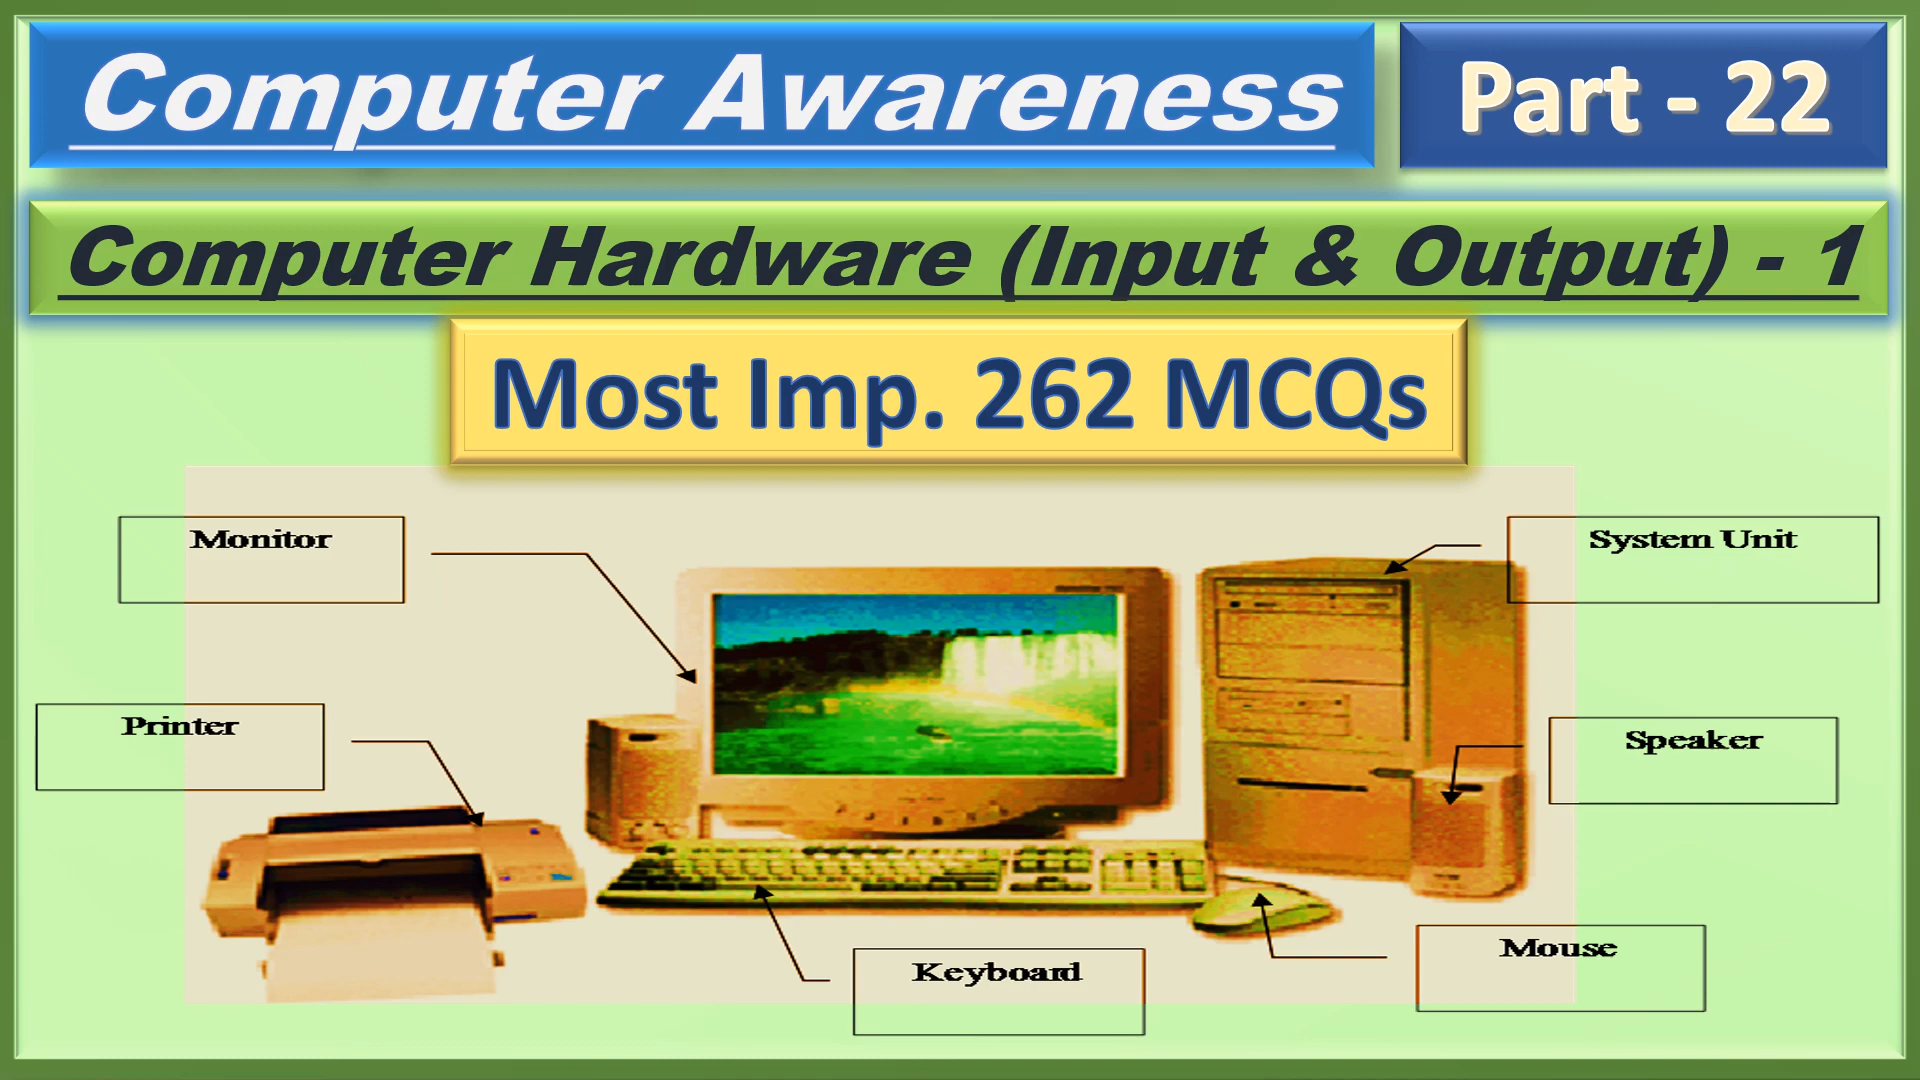 Computer Awareness
Part - 22
Computer Hardware (Input & Output) - 1
Most Imp. 262 MCQs
Monitor
System Unit
Printer
Speaker
Mouse
Keyboard